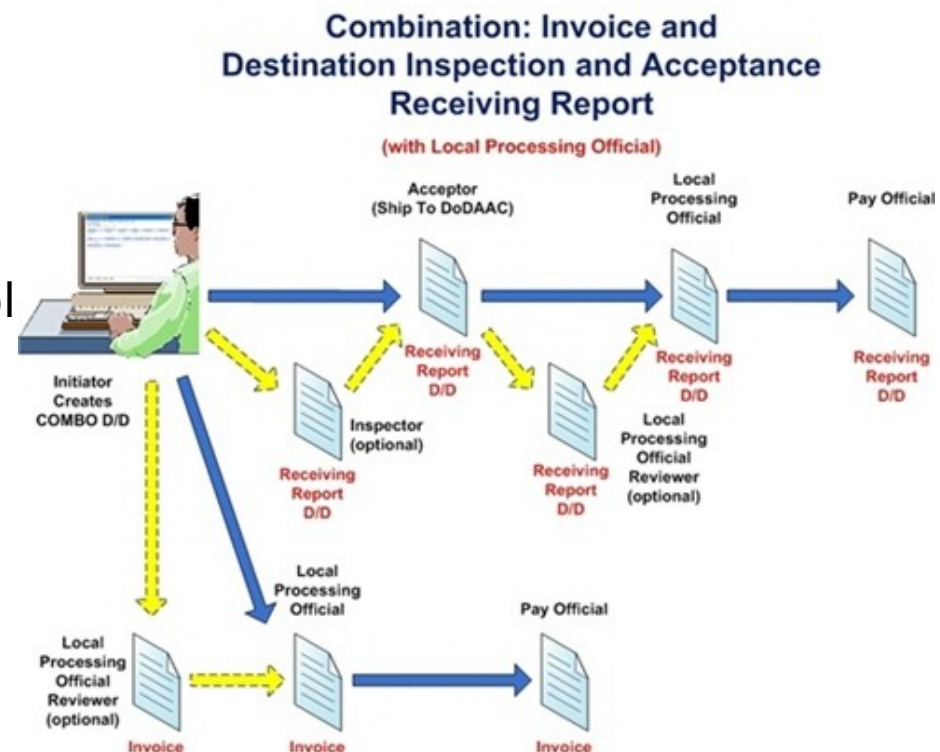 Combination: Invoice and
Destination Inspection and Acceptance
Receiving Report
(with Local Processing Official)
Acceptor
(Ship To DoDAAC)
Local
Processing
Official
Pay Official
Initiator
Creates
COMBO D/D
Receiving
Report
D/D
Receiving
Report
D/D
Receiving
Report
D/D
Inspector
(optional)
Receiving
Report
D/D
Local
Processing
Official
Reviewer
(optional)
Receiving
Report
D/D
Local
Processing
Official
Pay Official
Local
Processing
Official
Reviewer
(optional)
Invoice
Invoice
Invoice